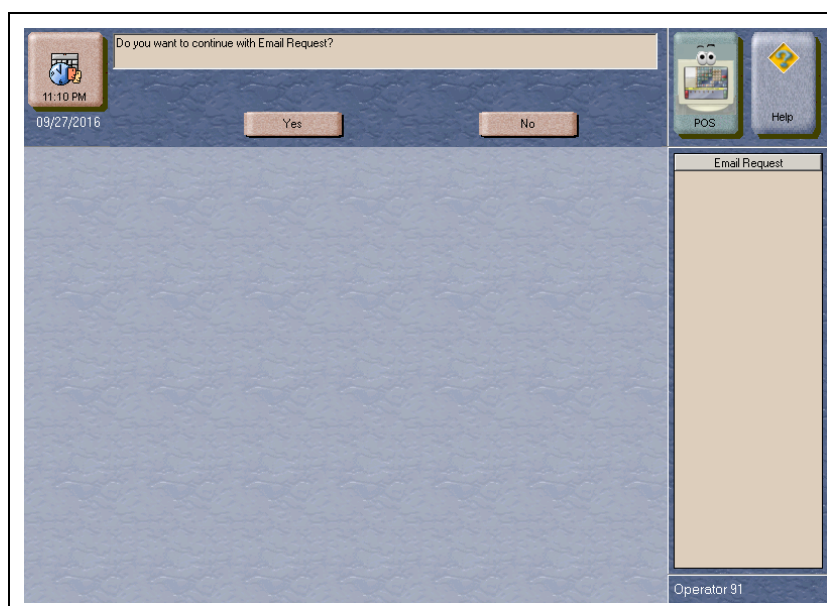 Do you want to continue with Email Request?
11:10 PM
09/27/2016
Yes
No
POS
Help
Email Request
Operator 91